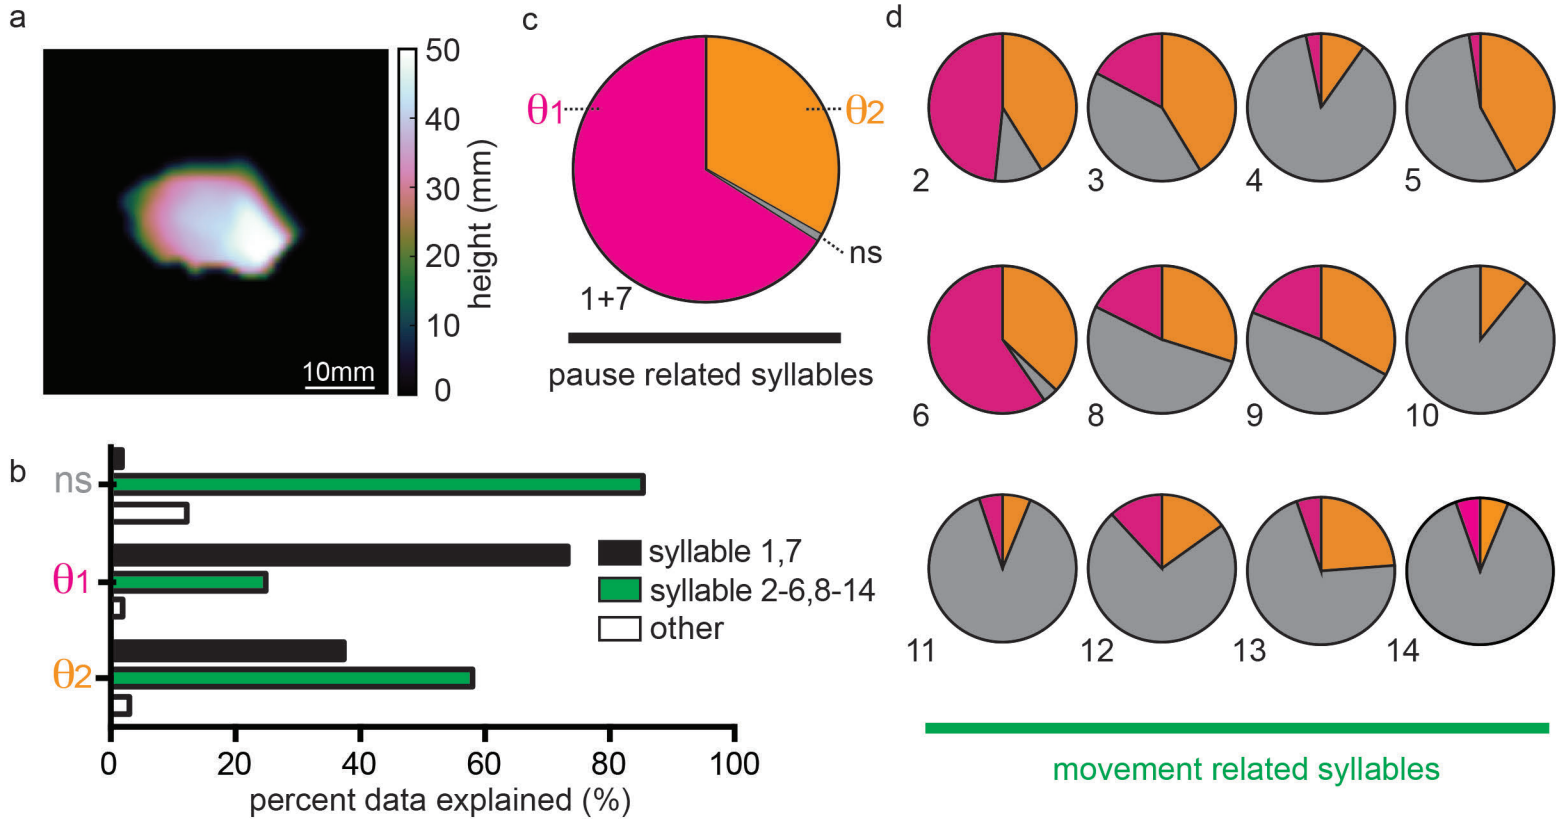 a
50
40
30
20
10
0
height (mm)
10mm
b
ns
θ1
θ2
syllable 1,7
syllable 2-6,8-14
other
0 20 40 60 80 100
percent data explained (%)
c
θ1
θ2
ns
1+7
pause related syllables
d
2 3 4 5
6 8 9 10
11 12 13 14
movement related syllables